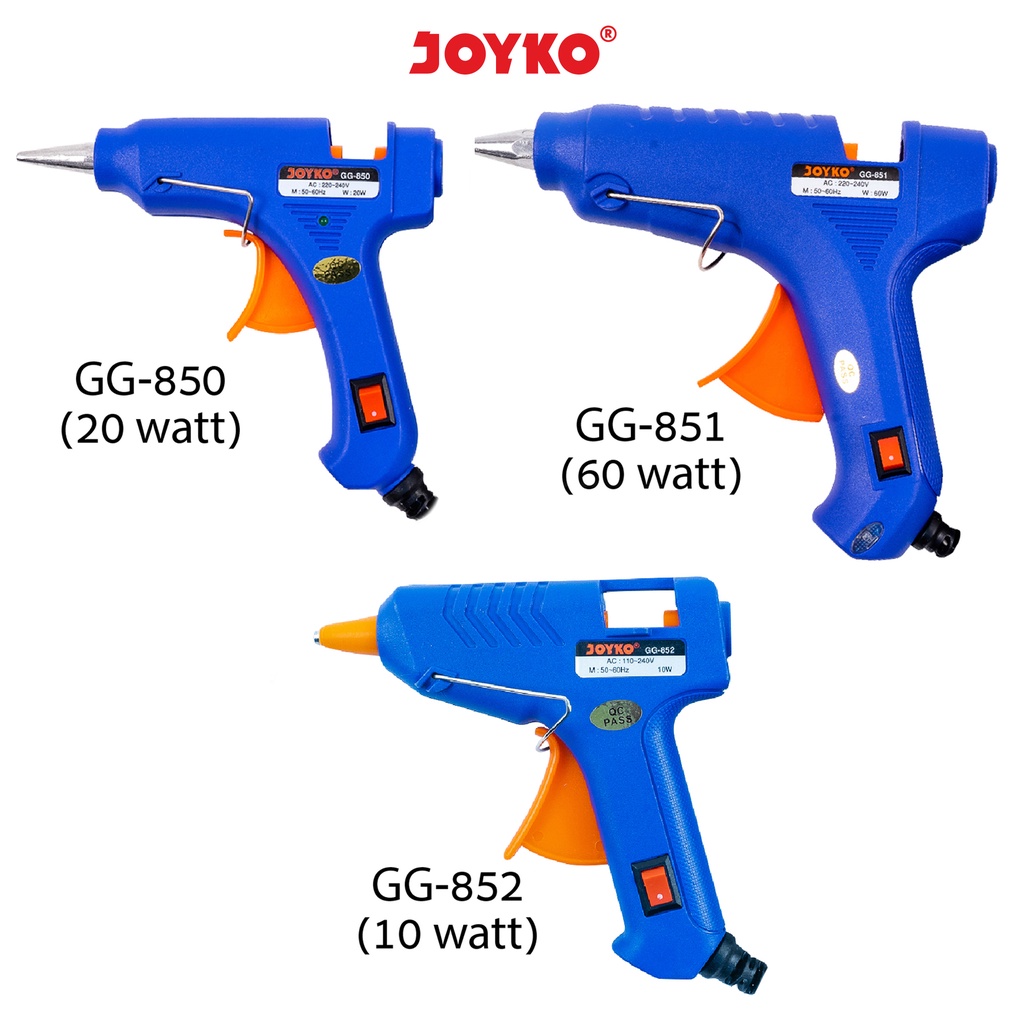 JOYKO®
JOYKO® GG-850
AC : 220~240V
M : 50~60Hz W : 20W
JOYKO® GG-851
AC : 220~240V
M : 50~60Hz W : 60W
GG-850
(20 watt)
QC
PASS
GG-851
(60 watt)
JOYKO® GG-852
AC : 110~240V
M : 50~60Hz 10W
QC
PASS
GG-852
(10 watt)